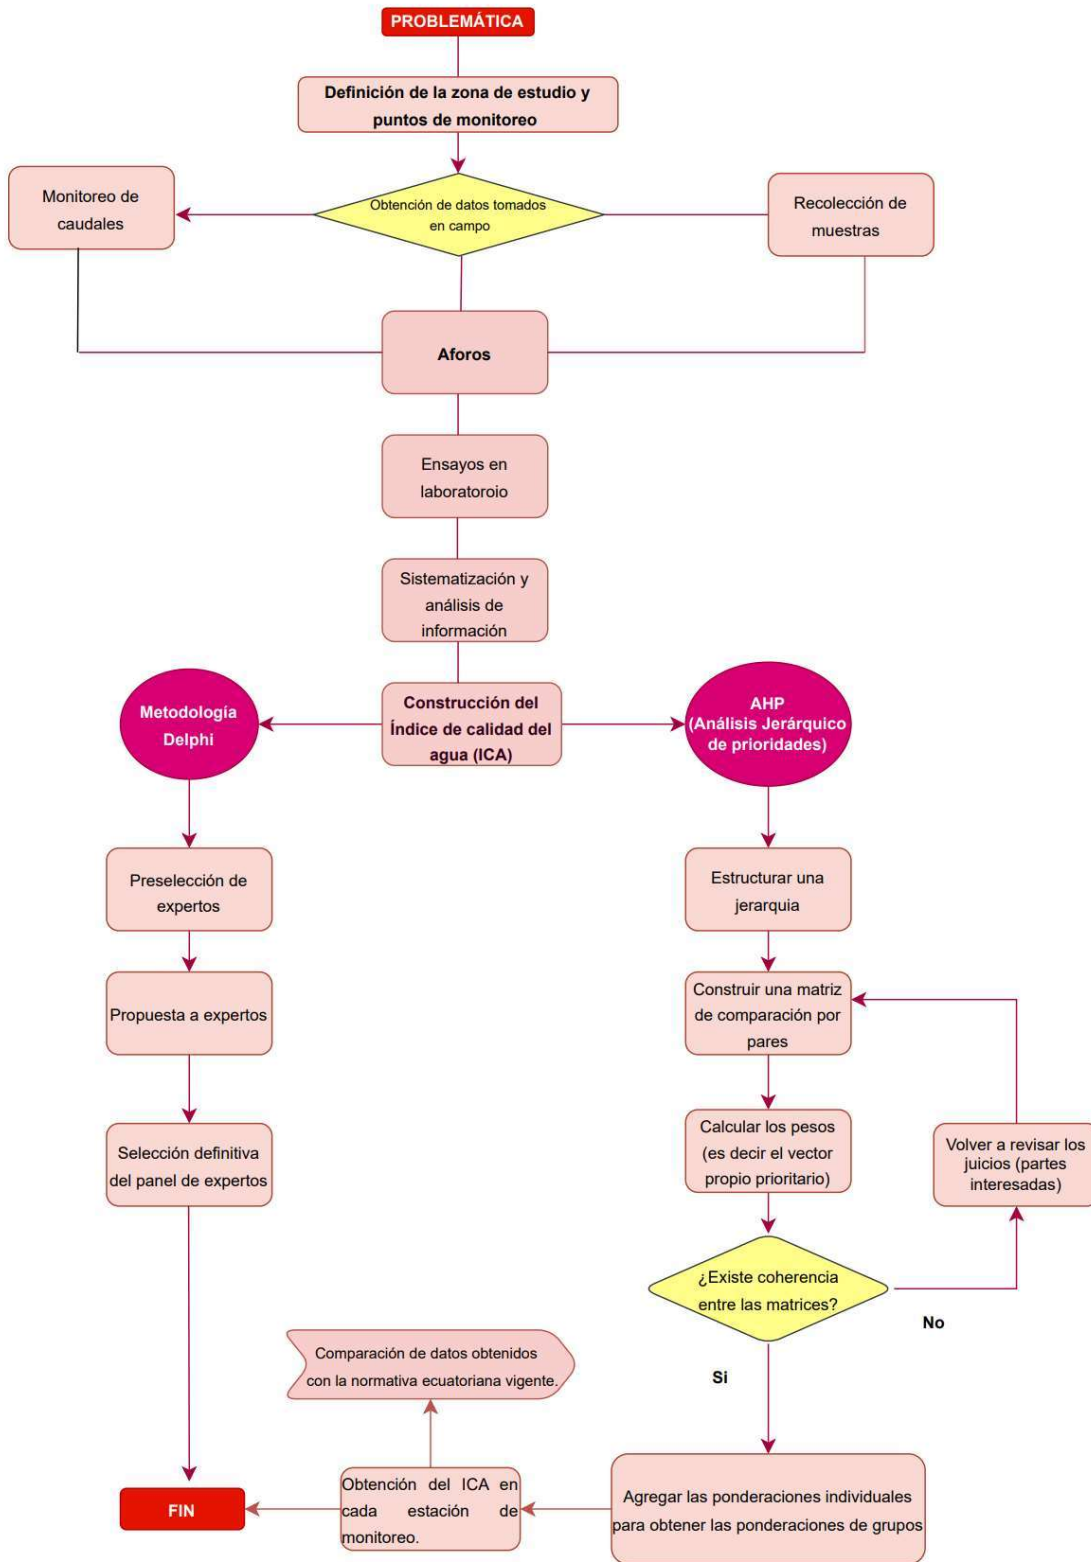 PROBLEMÁTICA
Definición de la zona de estudio y
puntos de monitoreo
Monitoreo de
caudales
Obtención de datos tomados
en campo
Recolección de
muestras
Aforos
Ensayos en
laboratoroio
Sistematización y
análisis de
información
Construcción del
Índice de calidad del
agua (ICA)
Metodología
Delphi
AHP
(Análisis Jerárquico
de prioridades)
Preselección de
expertos
Propuesta a expertos
Selección definitiva
del panel de expertos
Estructurar una
jerarquia
Construir una matriz
de comparación por
pares
Calcular los pesos
(es decir el vector
propio prioritario)
Volver a revisar los
juicios (partes
interesadas)
¿Existe coherencia
entre las matrices?
No
Si
Comparación de datos obtenidos
con la normativa ecuatoriana vigente.
Agregar las ponderaciones individuales
para obtener las ponderaciones de grupos
Obtención del ICA en
cada estación de
monitoreo.
FIN